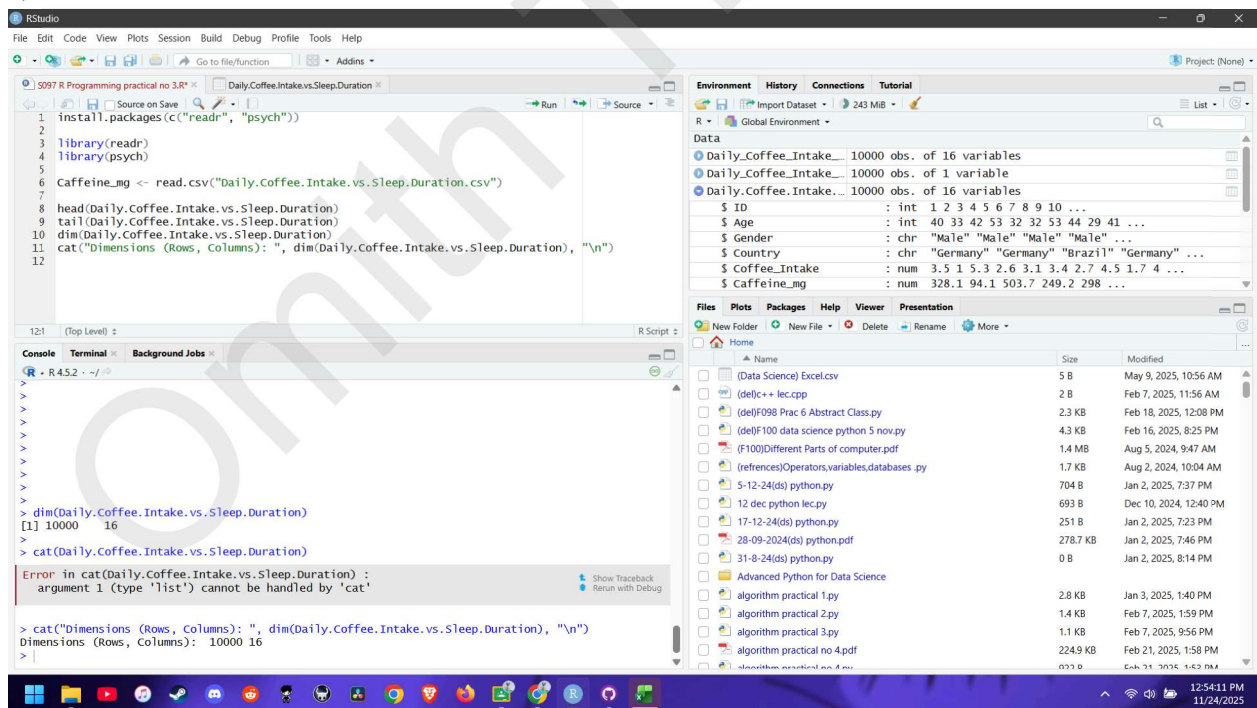 RStudio
File Edit Code View Plots Session Build Debug Profile Tools Help
Go to file/function
Addins
Project: (None)
S097 R Programming practical no 3.R*
Daily.Coffee.Intake.vs.Sleep.Duration
Source on Save
Run
Source
1 install.packages(c("readr", "psych"))
2
3 library(readr)
4 library(psych)
5
6 Caffeine_mg <- read.csv("Daily.Coffee.Intake.vs.Sleep.Duration.csv")
7
8 head(Daily.Coffee.Intake.vs.Sleep.Duration)
9 tail(Daily.Coffee.Intake.vs.Sleep.Duration)
10 dim(Daily.Coffee.Intake.vs.Sleep.Duration)
11 cat("Dimensions (Rows, Columns): ", dim(Daily.Coffee.Intake.vs.Sleep.Duration), "\n")
12
12:1 (Top Level) R Script
Console Terminal Background Jobs
R 4.5.2 · ~/
>
>
>
>
>
>
>
>
>
>
> dim(Daily.Coffee.Intake.vs.Sleep.Duration)
[1] 10000 16
>
> cat(Daily.Coffee.Intake.vs.Sleep.Duration)
Error in cat(Daily.Coffee.Intake.vs.Sleep.Duration) :
argument 1 (type 'list') cannot be handled by 'cat'
Show Traceback
Rerun with Debug
> cat("Dimensions (Rows, Columns): ", dim(Daily.Coffee.Intake.vs.Sleep.Duration), "\n")
Dimensions (Rows, Columns): 10000 16
>
Environment History Connections Tutorial
Import Dataset 243 MiB List
R Global Environment
Data
Daily_Coffee_Intake_… 10000 obs. of 16 variables
Daily_Coffee_Intake_… 10000 obs. of 1 variable
Daily.Coffee.Intake.… 10000 obs. of 16 variables
$ ID : int 1 2 3 4 5 6 7 8 9 10 ...
$ Age : int 40 33 42 53 32 32 53 44 29 41 ...
$ Gender : chr "Male" "Male" "Male" "Male" ...
$ Country : chr "Germany" "Germany" "Brazil" "Germany" ...
$ Coffee_Intake : num 3.5 1 5.3 2.6 3.1 3.4 2.7 4.5 1.7 4 ...
$ Caffeine_mg : num 328.1 94.1 503.7 249.2 298 ...
Files Plots Packages Help Viewer Presentation
New Folder New File Delete Rename More
Home
Name Size Modified
(Data Science) Excel.csv 5 B May 9, 2025, 10:56 AM
(del)c++ lec.cpp 2 B Feb 7, 2025, 11:56 AM
(del)F098 Prac 6 Abstract Class.py 2.3 KB Feb 18, 2025, 12:08 PM
(del)F100 data science python 5 nov.py 4.3 KB Feb 16, 2025, 8:25 PM
(F100)Different Parts of computer.pdf 1.4 MB Aug 5, 2024, 9:47 AM
(refrences)Operators,variables,databases .py 1.7 KB Aug 2, 2024, 10:04 AM
5-12-24(ds) python.py 704 B Jan 2, 2025, 7:37 PM
12 dec python lec.py 693 B Dec 10, 2024, 12:40 PM
17-12-24(ds) python.py 251 B Jan 2, 2025, 7:23 PM
28-09-2024(ds) python.pdf 278.7 KB Jan 2, 2025, 7:46 PM
31-8-24(ds) python.py 0 B Jan 2, 2025, 8:14 PM
Advanced Python for Data Science
algorithm practical 1.py 2.8 KB Jan 3, 2025, 1:40 PM
algorithm practical 2.py 1.4 KB Feb 7, 2025, 1:59 PM
algorithm practical 3.py 1.1 KB Feb 7, 2025, 9:56 PM
algorithm practical no 4.pdf 224.9 KB Feb 21, 2025, 1:58 PM
algorithm practical no 4.py 922 B Feb 21, 2025, 1:53 PM
12:54:11 PM
11/24/2025
Omith